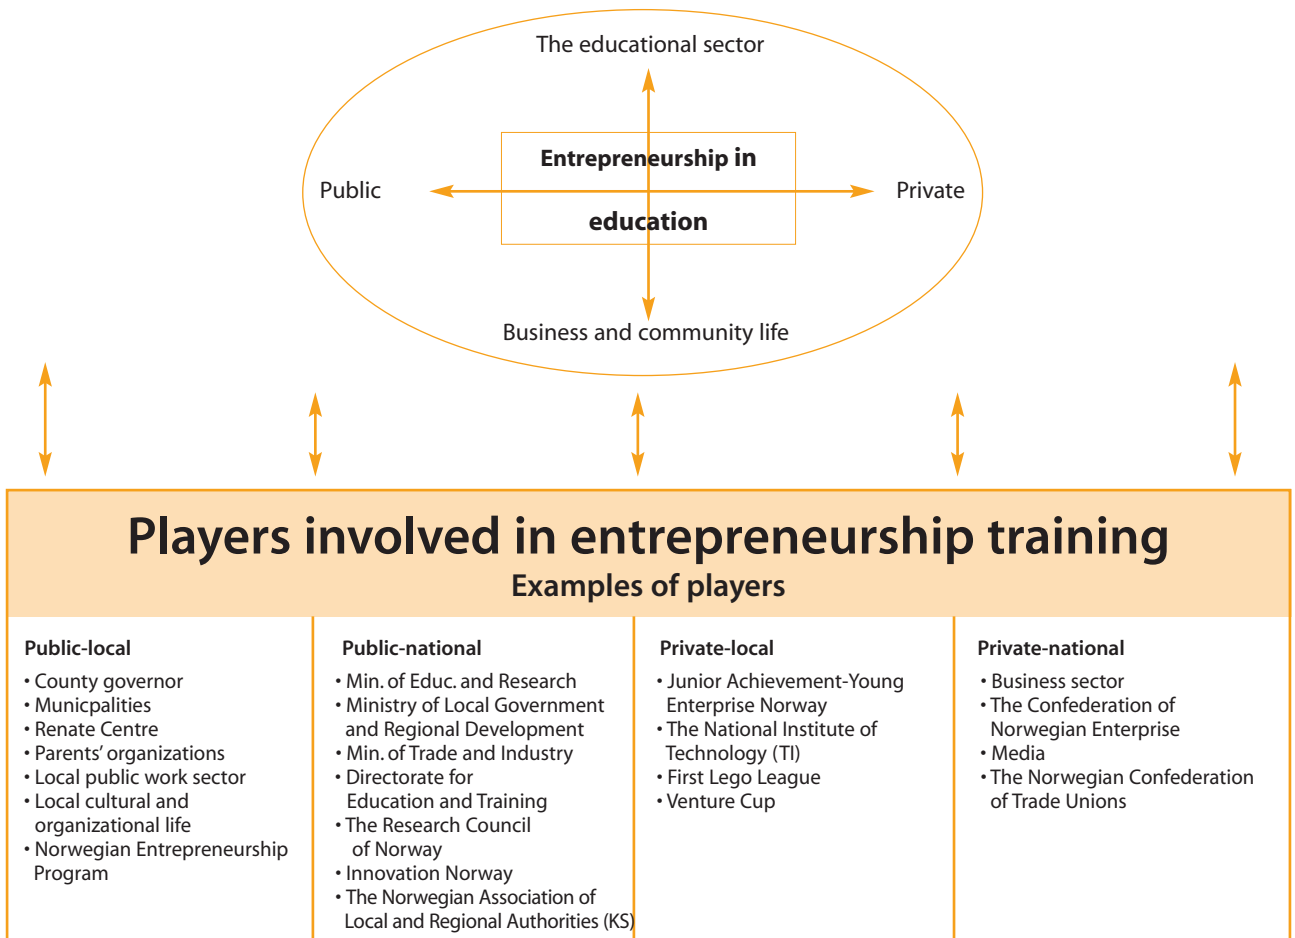 The educational sector
Entrepreneurship in
Public
Private
education
Business and community life
Players involved in entrepreneurship training
Examples of players
Public-local
• County governor
• Municpalities
• Renate Centre
• Parents' organizations
• Local public work sector
• Local cultural and
organizational life
• Norwegian Entrepreneurship
Program
Public-national
• Min. of Educ. and Research
• Ministry of Local Government
and Regional Development
• Min. of Trade and Industry
• Directorate for
Education and Training
• The Research Council
of Norway
• Innovation Norway
• The Norwegian Association of
Local and Regional Authorities (KS)
Private-local
• Junior Achievement-Young
Enterprise Norway
• The National Institute of
Technology (TI)
• First Lego League
• Venture Cup
Private-national
• Business sector
• The Confederation of
Norwegian Enterprise
• Media
• The Norwegian Confederation
of Trade Unions